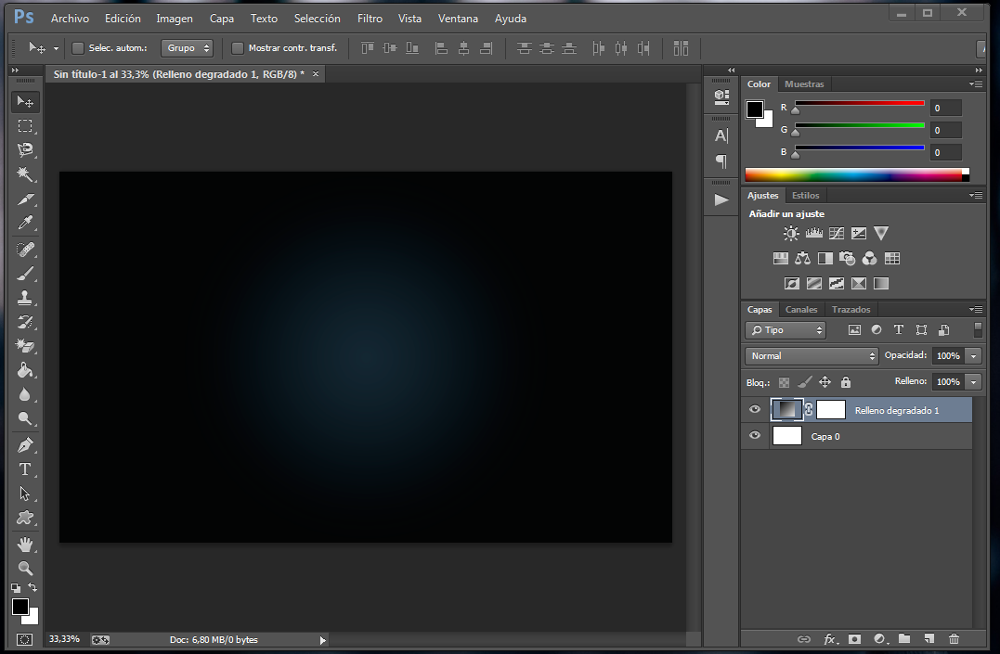 Ps Archivo Edición Imagen Capa Texto Selección Filtro Vista Ventana Ayuda
Selec. autom.: Grupo Mostrar contr. transf.
Sin título-1 al 33,3% (Relleno degradado 1, RGB/8) * ×
Color Muestras
R 0
G 0
B 0
Ajustes Estilos
Añadir un ajuste
Capas Canales Trazados
Tipo
Normal Opacidad: 100%
Bloq.: Relleno: 100%
Relleno degradado 1
Capa 0
33,33% Doc: 6,80 MB/0 bytes